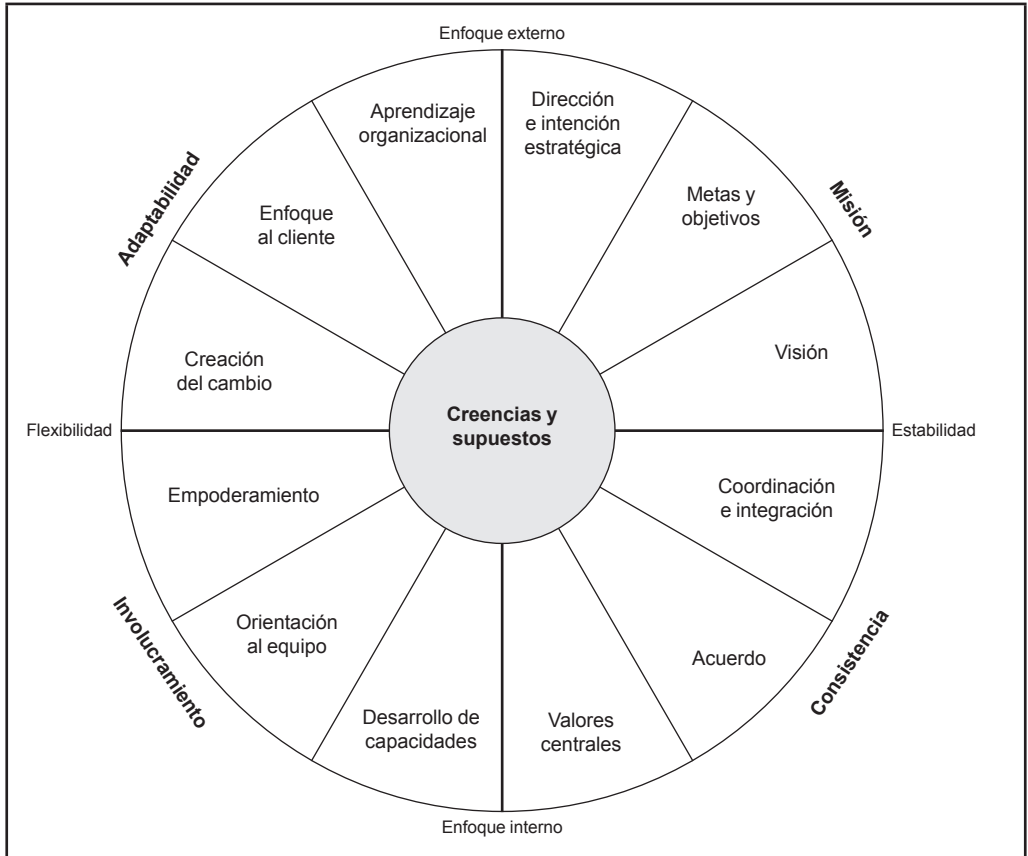 Enfoque externo
Aprendizaje
organizacional
Dirección
e intención
estratégica
Adaptabilidad
Misión
Enfoque
al cliente
Metas y
objetivos
Creación
del cambio
Visión
Creencias y
supuestos
Flexibilidad
Estabilidad
Empoderamiento
Coordinación
e integración
Orientación
al equipo
Acuerdo
Involucramiento
Consistencia
Desarrollo de
capacidades
Valores
centrales
Enfoque interno